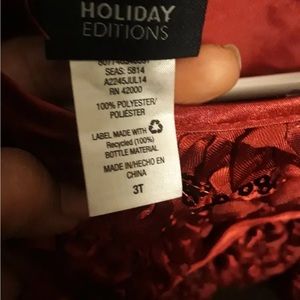 HOLIDAY
EDITIONS
SEAS: 5814
A2245JUL14
RN 42000
100% POLYESTER/
POLIÉSTER
LABEL MADE WITH
Recycled (100%)
BOTTLE MATERIAL
MADE IN/HECHO EN
CHINA
3T